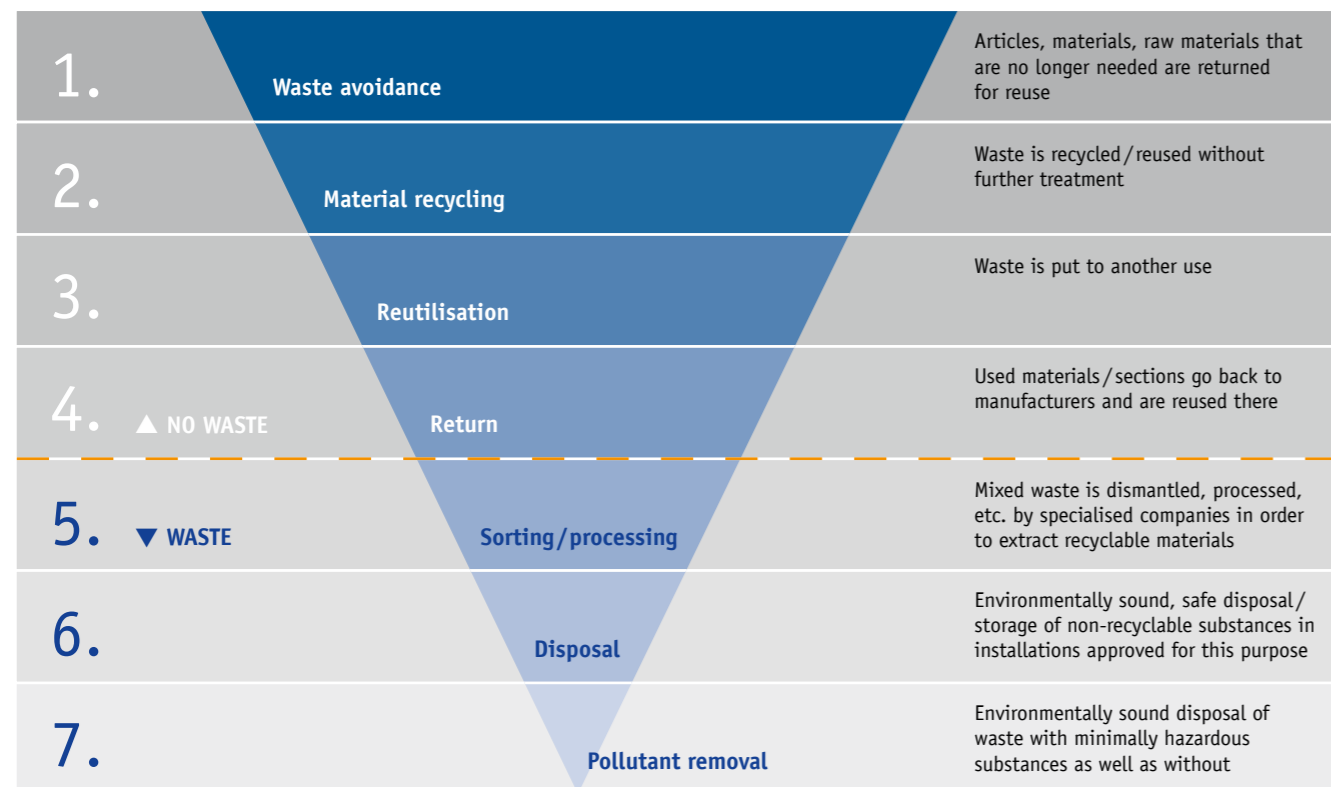 1.
Waste avoidance
Articles, materials, raw materials that
are no longer needed are returned
for reuse
2.
Material recycling
Waste is recycled/reused without
further treatment
3.
Reutilisation
Waste is put to another use
4.
▲ NO WASTE
Return
Used materials/sections go back to
manufacturers and are reused there
5.
▼ WASTE
Sorting/processing
Mixed waste is dismantled, processed,
etc. by specialised companies in order
to extract recyclable materials
6.
Disposal
Environmentally sound, safe disposal/
storage of non-recyclable substances in
installations approved for this purpose
7.
Pollutant removal
Environmentally sound disposal of
waste with minimally hazardous
substances as well as without